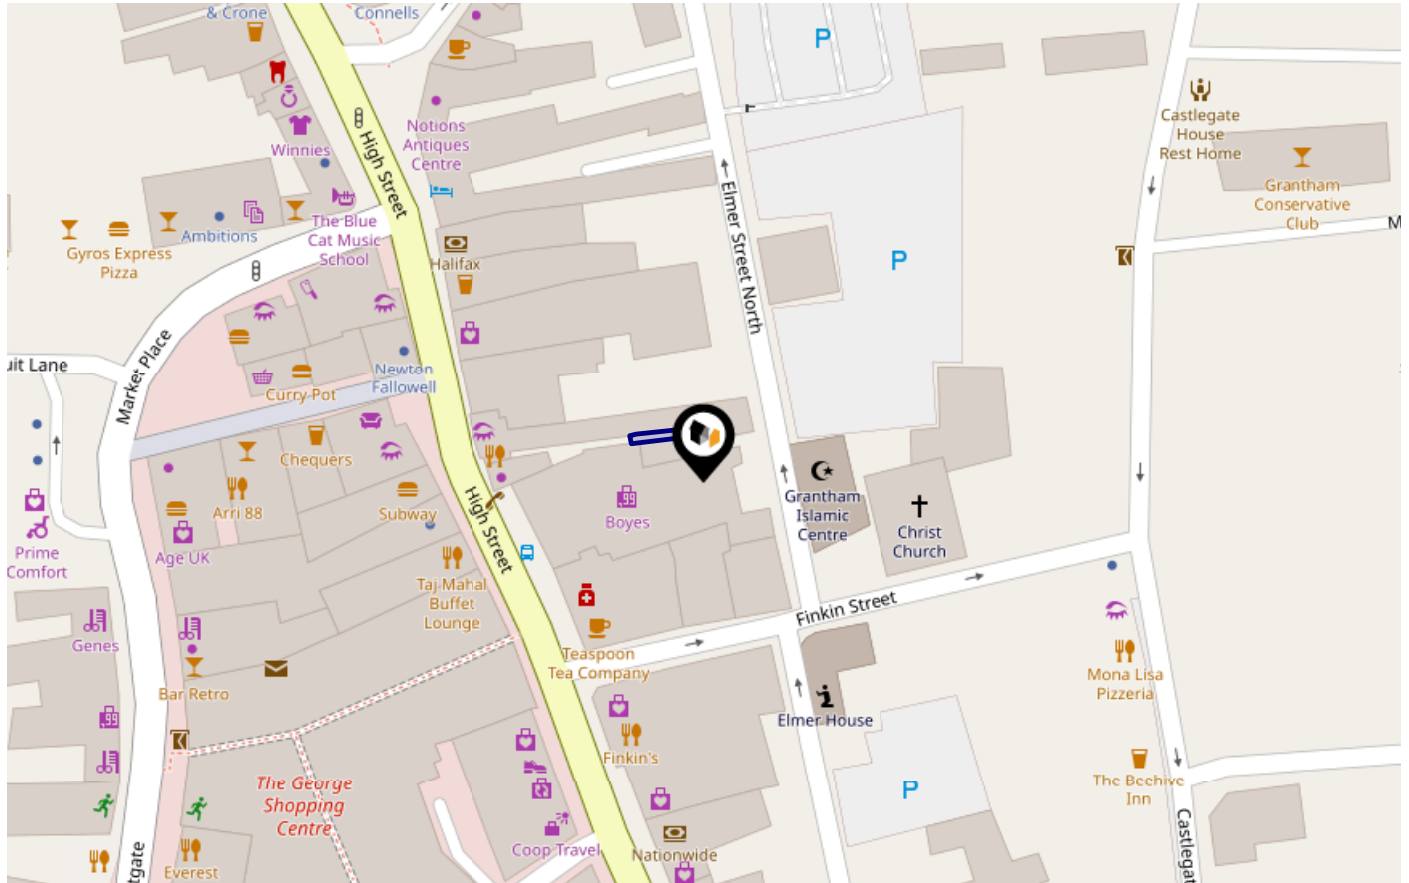 & Crone
Connells
P
High Street
Notions
Antiques
Centre
Winnies
Castlegate
House
Rest Home
Grantham
Conservative
Club
The Blue
Cat Music
School
Ambitions
Gyros Express
Pizza
Halifax
Elmer Street North
P
Market Place
uit Lane
Newton
Fallowell
Curry Pot
Chequers
Arri 88
Subway
High Street
Boyes
Grantham
Islamic
Centre
Christ
Church
Prime
Comfort
Age UK
Taj Mahal
Buffet
Lounge
Finkin Street
Genes
Teaspoon
Tea Company
Bar Retro
Mona Lisa
Pizzeria
Elmer House
Finkin's
The George
Shopping
Centre
P
The Beehive
Inn
Coop Travel
Nationwide
Everest
tgate
Castlegat
M